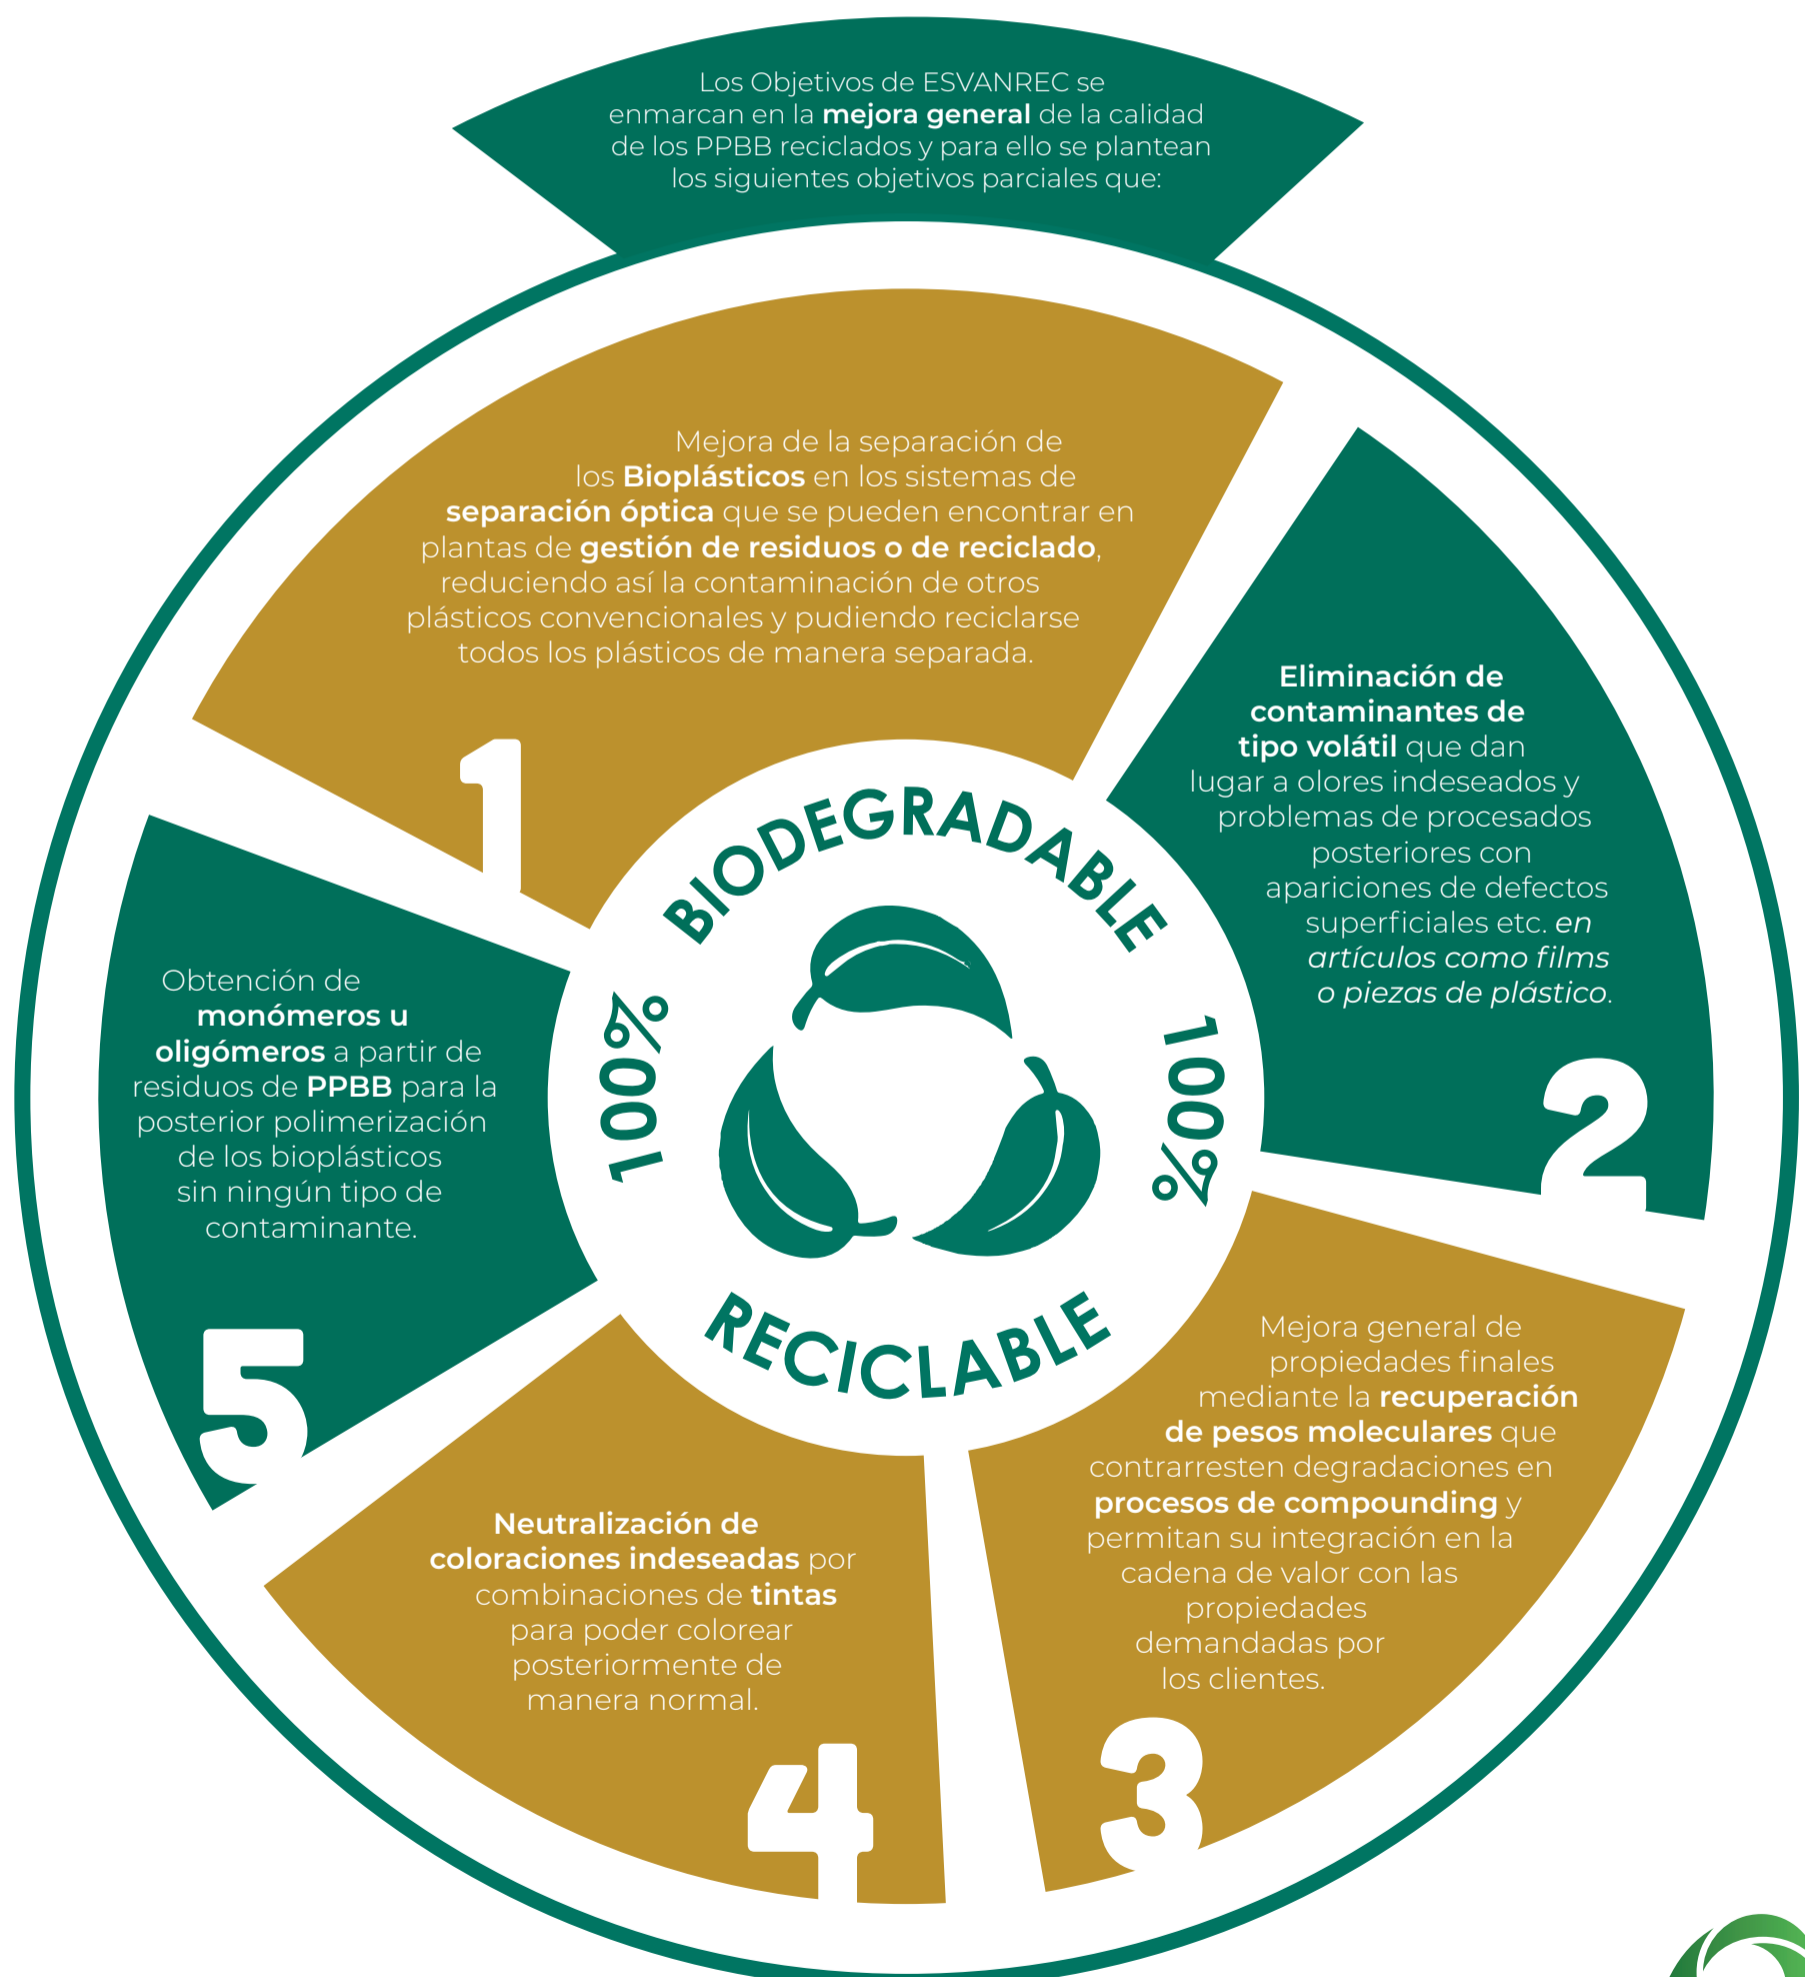 Los Objetivos de ESVANREC se
enmarcan en la mejora general de la calidad
de los PPBB reciclados y para ello se plantean
los siguientes objetivos parciales que:
Mejora de la separación de
los Bioplásticos en los sistemas de
separación óptica que se pueden encontrar en
plantas de gestión de residuos o de reciclado,
reduciendo así la contaminación de otros
plásticos convencionales y pudiendo reciclarse
todos los plásticos de manera separada.
1
Eliminación de
contaminantes de
tipo volátil que dan
lugar a olores indeseados y
problemas de procesados
posteriores con
apariciones de defectos
superficiales etc. en
artículos como films
o piezas de plástico.
2
Mejora general de
propiedades finales
mediante la recuperación
de pesos moleculares que
contrarresten degradaciones en
procesos de compounding y
permitan su integración en la
cadena de valor con las
propiedades
demandadas por
los clientes.
3
Neutralización de
coloraciones indeseadas por
combinaciones de tintas
para poder colorear
posteriormente de
manera normal.
4
Obtención de
monómeros u
oligómeros a partir de
residuos de PPBB para la
posterior polimerización
de los bioplásticos
sin ningún tipo de
contaminante.
5
100% BIODEGRADABLE 100%
RECICLABLE